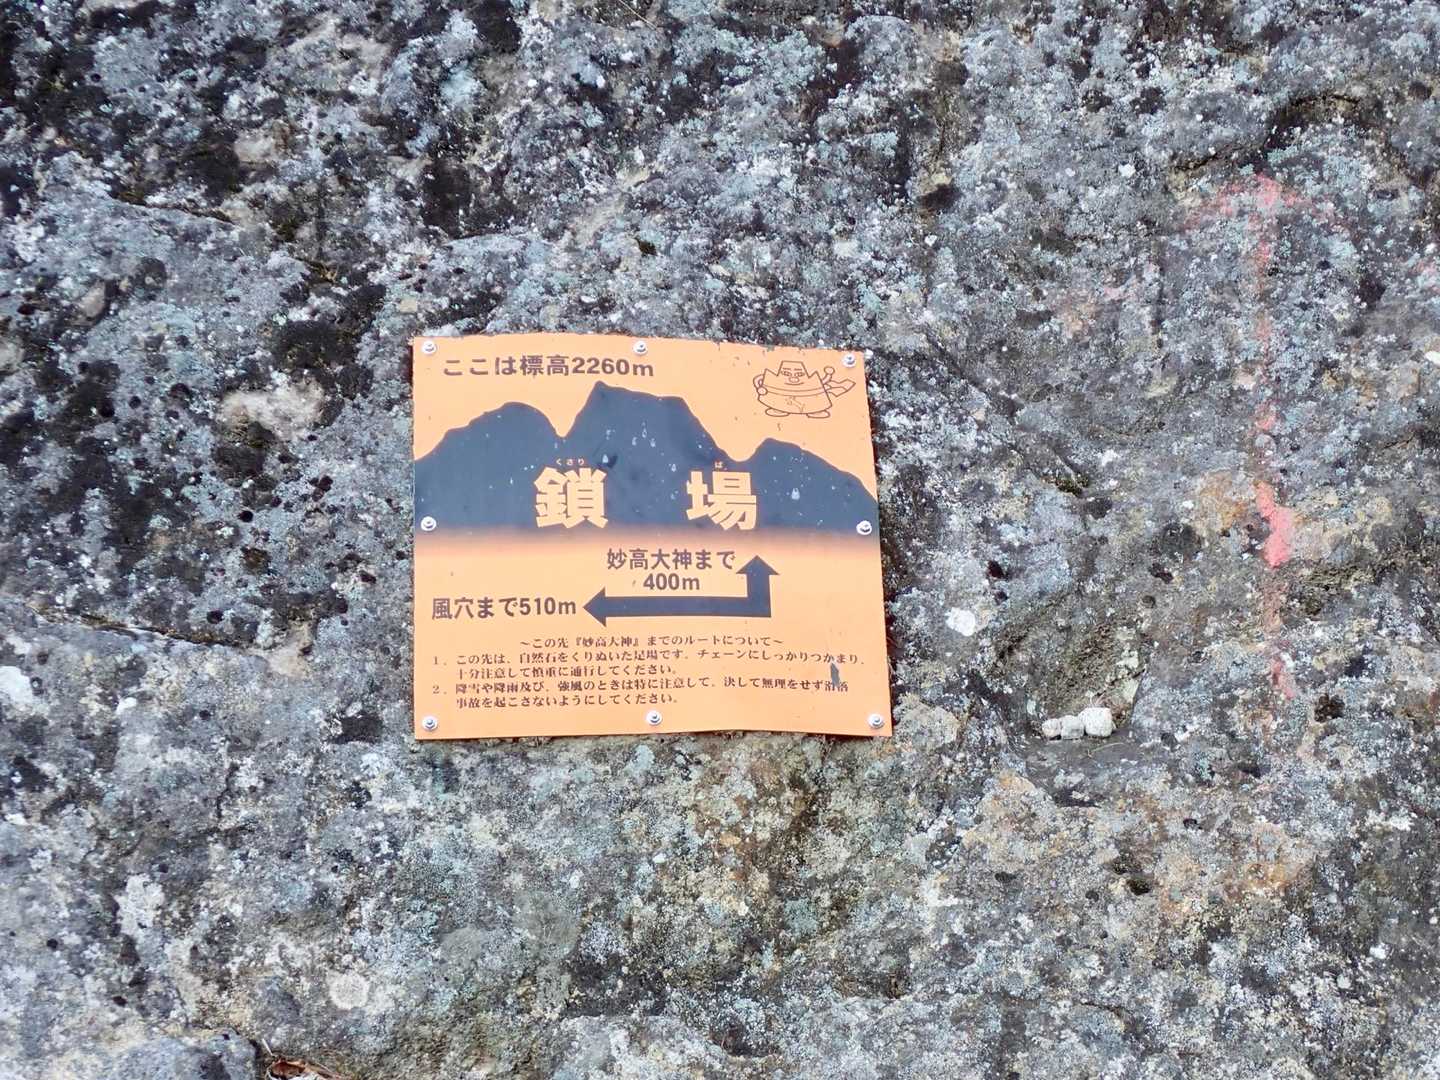 ここは標高2260m
くさり ば
鎖 場
妙高大神まで
400m
風穴まで510m
～この先『妙高大神』までのルートについて～
1．この先は、自然石をくりぬいた足場です。チェーンにしっかりつかまり、
十分注意して慎重に通行してください。
2．降雪や降雨及び、強風のときは特に注意して、決して無理をせず滑落
事故を起こさないようにしてください。